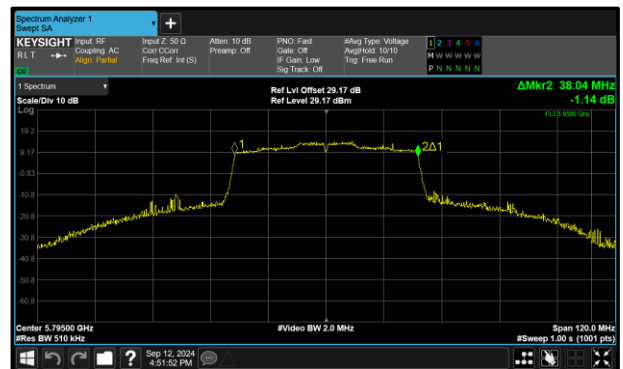 Spectrum Analyzer 1
Swept SA
KEYSIGHT
RLT
LXI
Input: RF
Coupling: AC
Align: Partial
Input Z: 50 Ω
Corr CCorr
Freq Ref: Int (S)
Atten: 10 dB
Preamp: Off
PNO: Fast
Gate: Off
IF Gain: Low
Sig Track: Off
#Avg Type: Voltage
Avg|Hold: 10/10
Trig: Free Run
1 2 3 4 5 6
M W W W W W
P N N N N N
1 Spectrum
Scale/Div 10 dB
Log
Ref Lvl Offset 29.17 dB
Ref Level 29.17 dBm
ΔMkr2 38.04 MHz
-1.14 dB
19.2
9.17
-0.83
-10.8
-20.8
-30.8
-40.8
-50.8
-60.8
1
2Δ1
Center 5.79500 GHz
#Res BW 510 kHz
#Video BW 2.0 MHz
Span 120.0 MHz
#Sweep 1.00 s (1001 pts)
?
Sep 12, 2024
4:51:52 PM